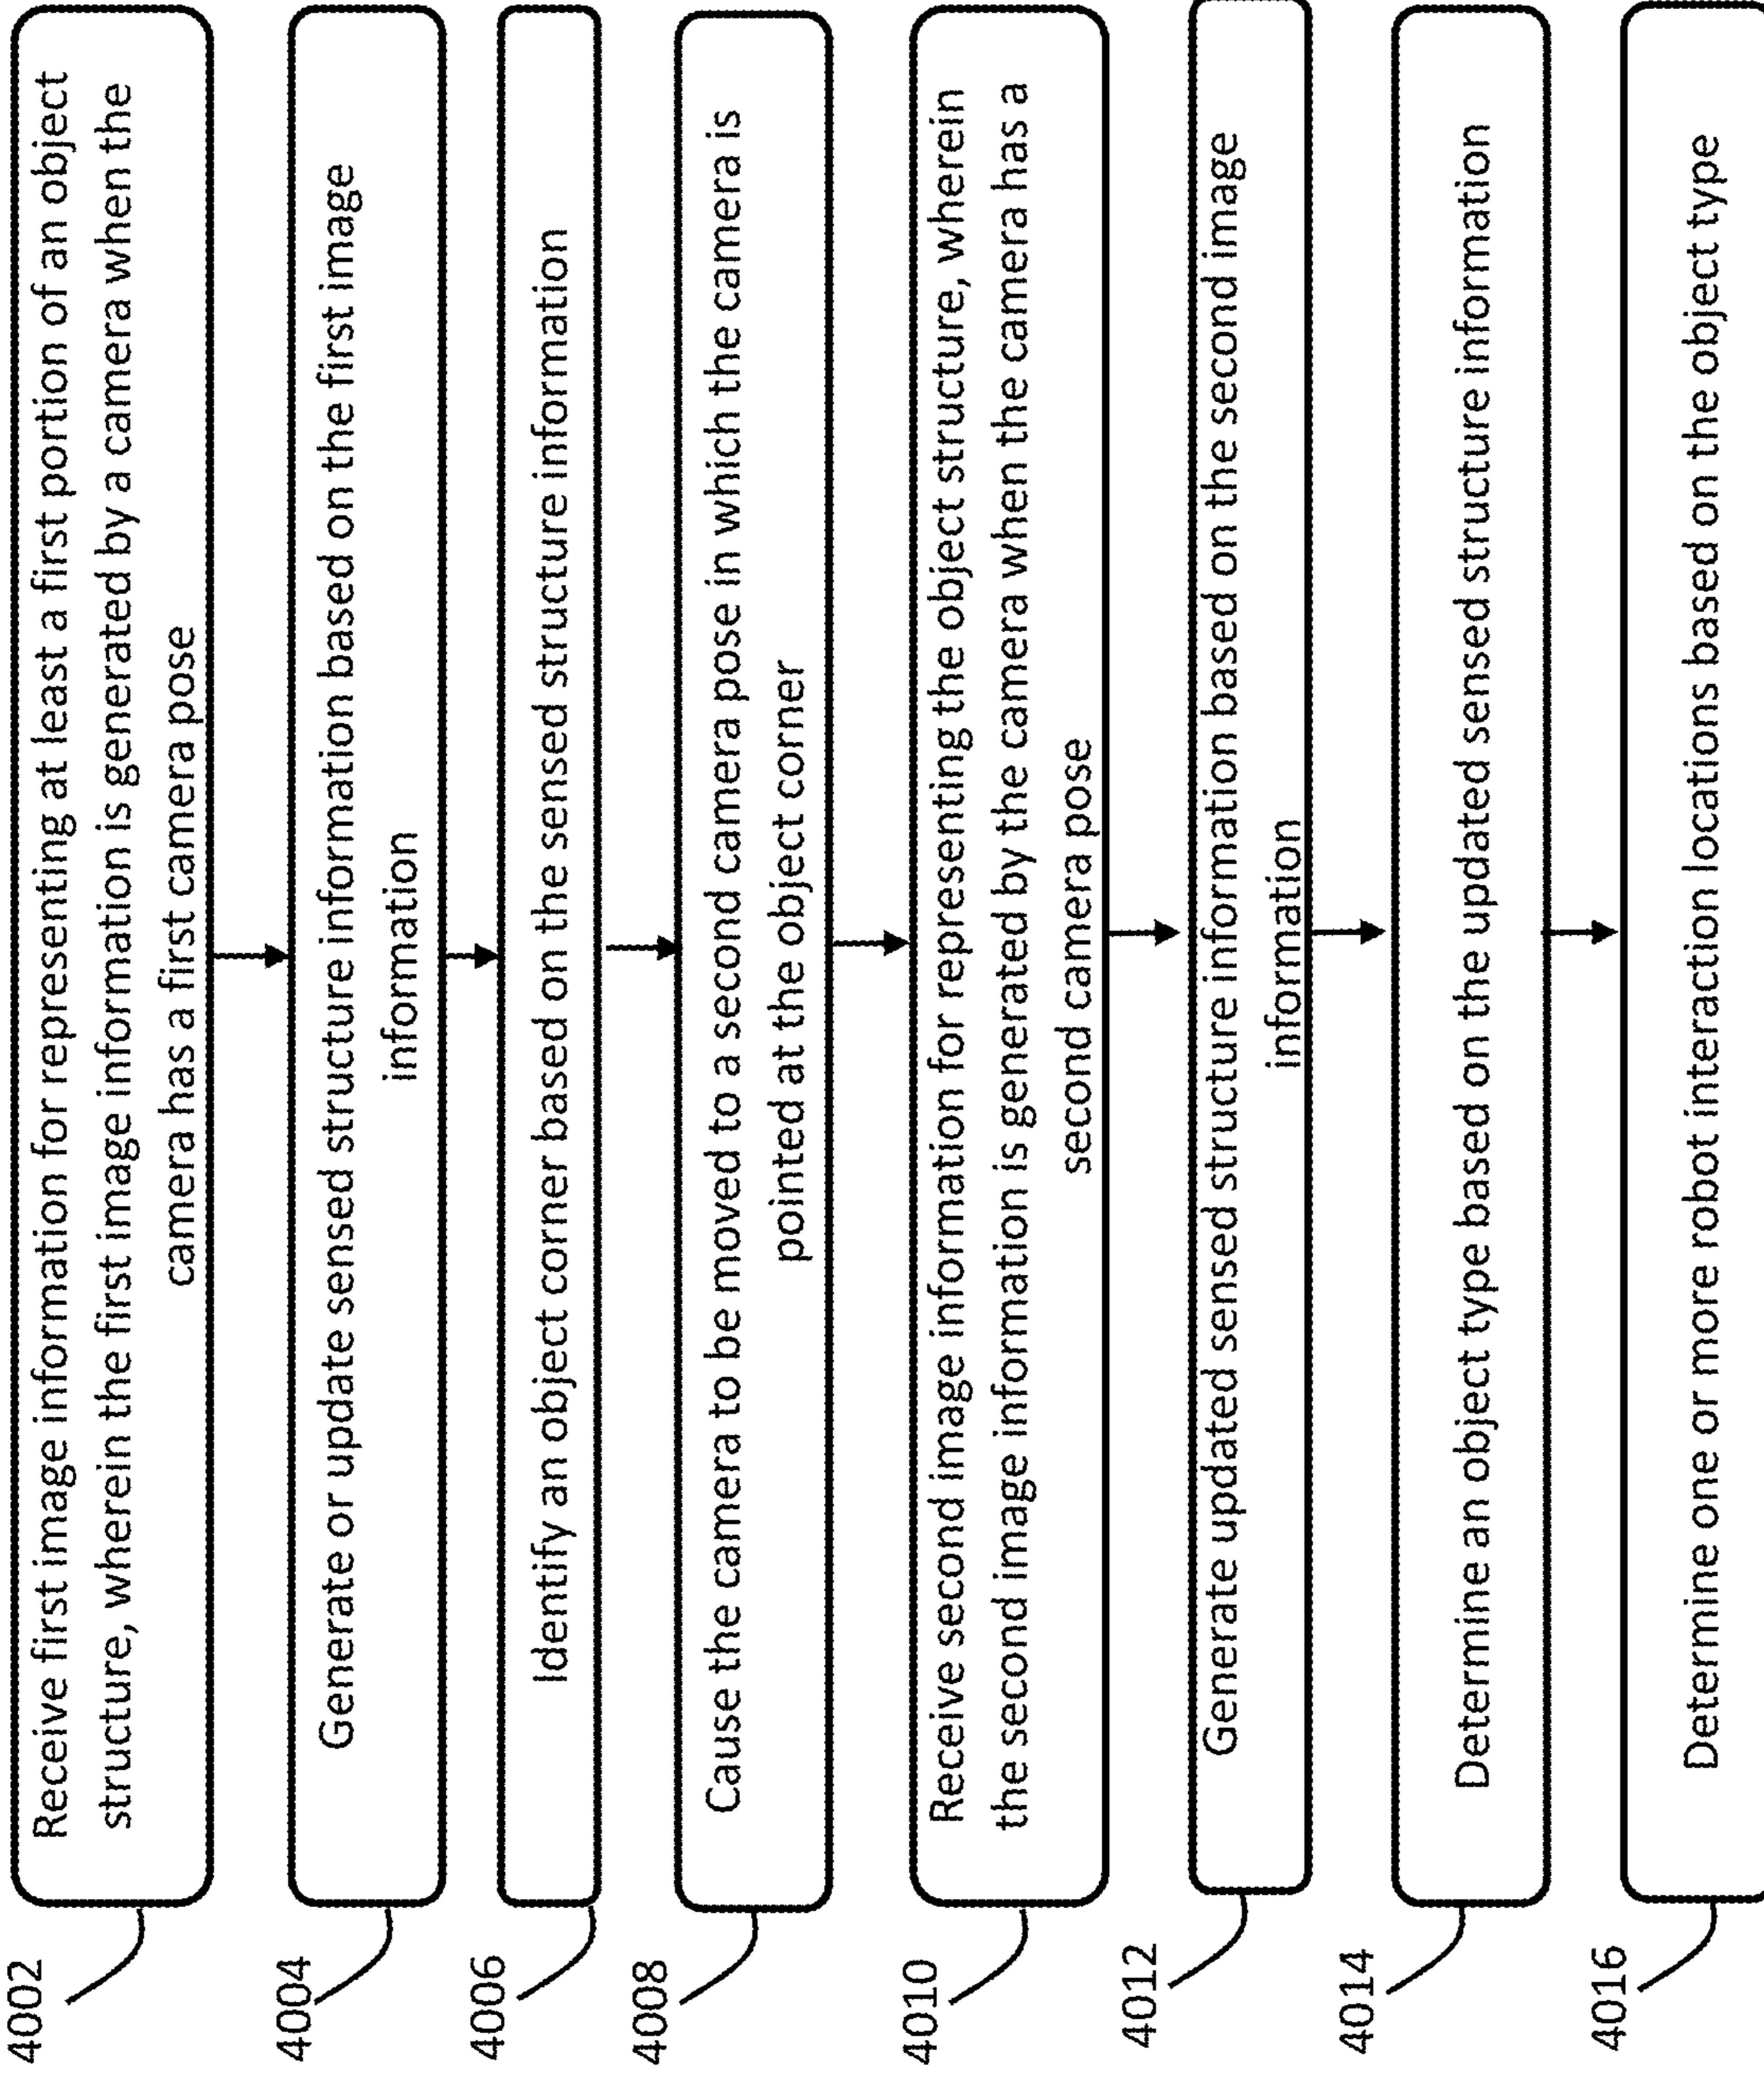 4002
Receive first image information for representing at least a first portion of an object
structure, wherein the first image information is generated by a camera when the
camera has a first camera pose
4004
Generate or update sensed structure information based on the first image
information
4006
Identify an object corner based on the sensed structure information
4008
Cause the camera to be moved to a second camera pose in which the camera is
pointed at the object corner
4010
Receive second image information for representing the object structure, wherein
the second image information is generated by the camera when the camera has a
second camera pose
4012
Generate updated sensed structure information based on the second image
information
4014
Determine an object type based on the updated sensed structure information
4016
Determine one or more robot interaction locations based on the object type